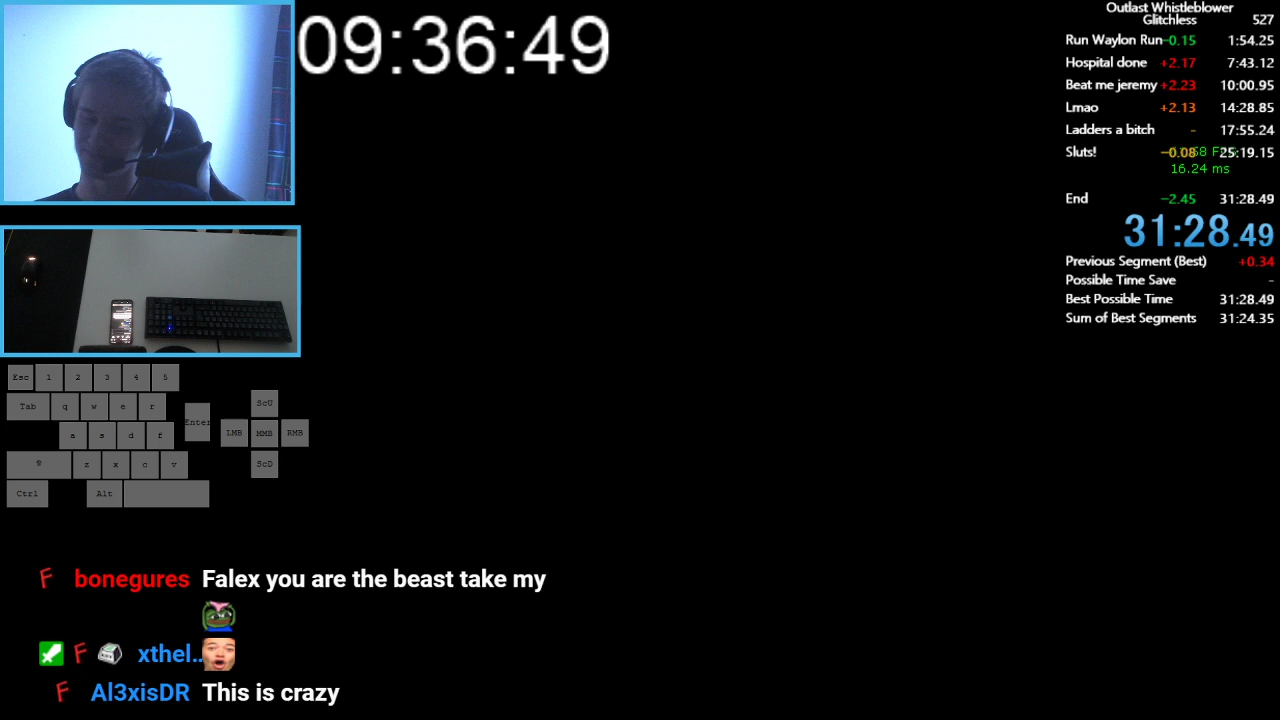 09:36:49
Outlast Whistleblower
Glitchless 527
Run Waylon Run -0.15 1:54.25
Hospital done +2.17 7:43.12
Beat me jeremy +2.23 10:00.95
Lmao +2.13 14:28.85
Ladders a bitch - 17:55.24
Sluts! -0.08 25:19.15
16.24 ms
End -2.45 31:28.49
31:28.49
Previous Segment (Best) +0.34
Possible Time Save -
Best Possible Time 31:28.49
Sum of Best Segments 31:24.35
Esc 1 2 3 4 5
Tab q w e r
Enter
a s d f
⇧ z x c v
Ctrl Alt
ScU
LMB MMB RMB
ScD
F bonegures Falex you are the beast take my
F xthel..
F Al3xisDR This is crazy